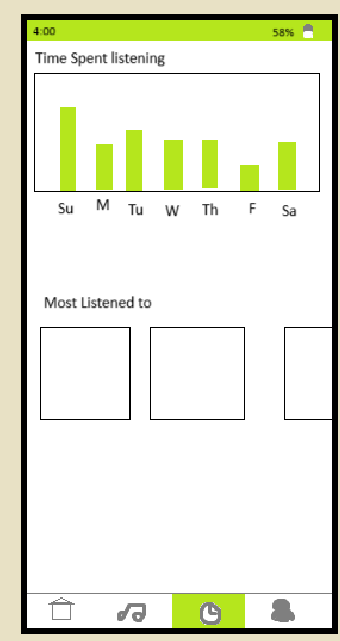 4:00 58%
Time Spent listening
Su M Tu W Th F Sa
Most Listened to